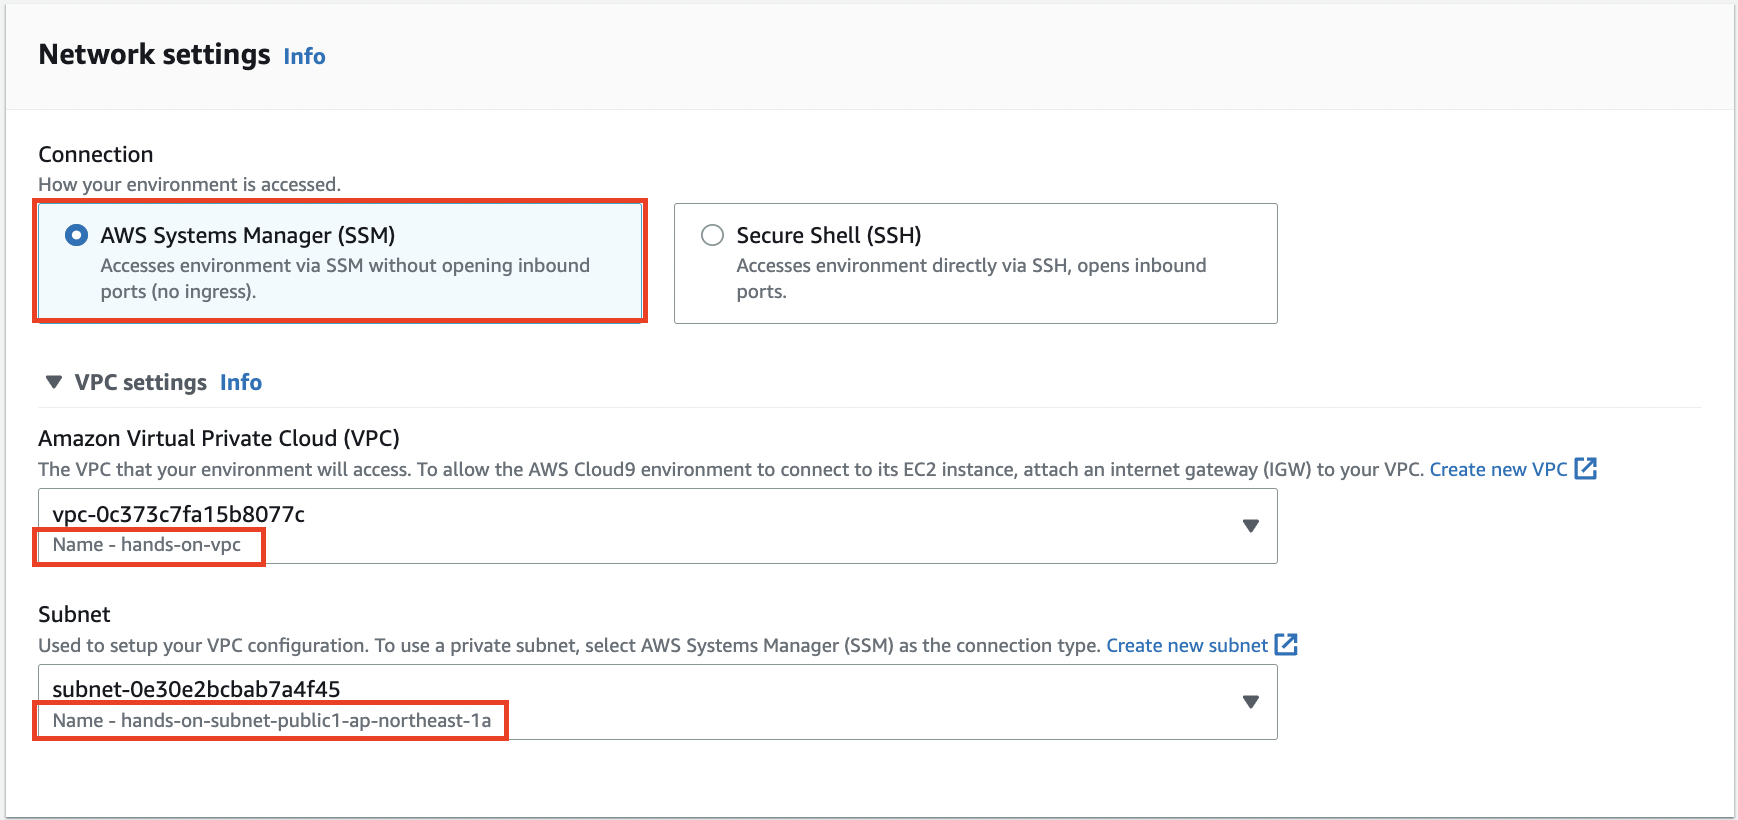 Network settings Info
Connection
How your environment is accessed.
AWS Systems Manager (SSM)
Accesses environment via SSM without opening inbound
ports (no ingress).
Secure Shell (SSH)
Accesses environment directly via SSH, opens inbound
ports.
VPC settings Info
Amazon Virtual Private Cloud (VPC)
The VPC that your environment will access. To allow the AWS Cloud9 environment to connect to its EC2 instance, attach an internet gateway (IGW) to your VPC. Create new VPC
vpc-0c373c7fa15b8077c
Name - hands-on-vpc
Subnet
Used to setup your VPC configuration. To use a private subnet, select AWS Systems Manager (SSM) as the connection type. Create new subnet
subnet-0e30e2bcbab7a4f45
Name - hands-on-subnet-public1-ap-northeast-1a